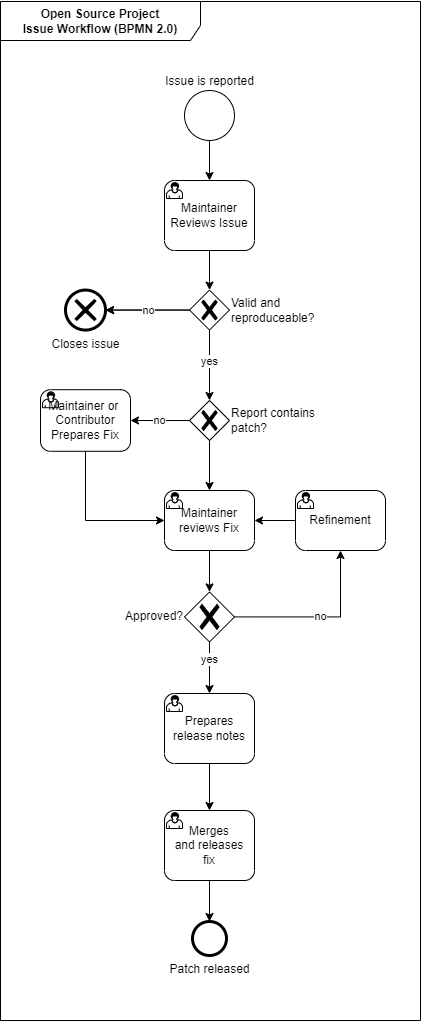 Open Source Project
Issue Workflow (BPMN 2.0)
Issue is reported
Maintainer
Reviews Issue
Valid and
reproduceable?
no
Closes issue
yes
Report contains
patch?
no
Maintainer or
Contributor
Prepares Fix
Maintainer
reviews Fix
Refinement
Approved?
no
yes
Prepares
release notes
Merges
and releases
fix
Patch released